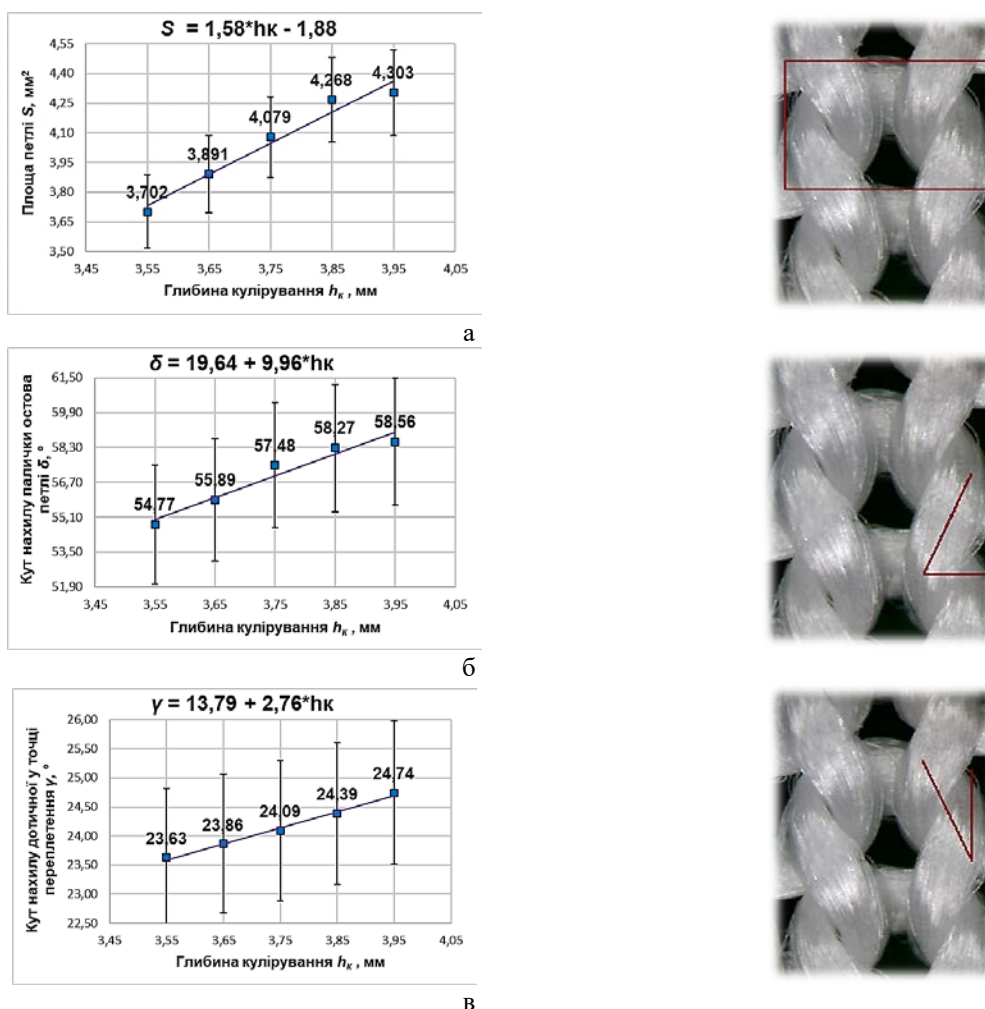 S = 1,58*hк - 1,88
Площа петлі S, мм²
4,55
4,40
4,25
4,10
3,95
3,80
3,65
3,50
3,702
3,891
4,079
4,268
4,303
3,45 3,55 3,65 3,75 3,85 3,95 4,05
Глибина кулірування hк , мм
а
δ = 19,64 + 9,96*hк
Кут нахилу палички остова
петлі δ, °
61,50
59,90
58,30
56,70
55,10
53,50
51,90
54,77
55,89
57,48
58,27
58,56
3,45 3,55 3,65 3,75 3,85 3,95 4,05
Глибина кулірування hк , мм
б
γ = 13,79 + 2,76*hк
Кут нахилу дотичної у точці
переплетення γ, °
26,00
25,50
25,00
24,50
24,00
23,50
23,00
22,50
23,63
23,86
24,09
24,39
24,74
3,45 3,55 3,65 3,75 3,85 3,95 4,05
Глибина кулірування hк , мм
в